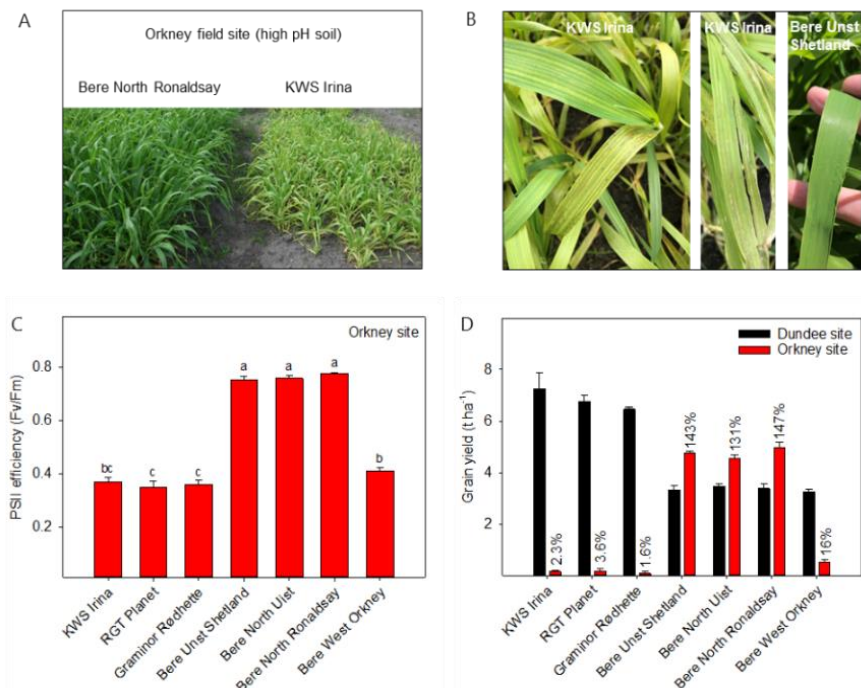 A
Orkney field site (high pH soil)
Bere North Ronaldsay KWS Irina
B
KWS Irina
KWS Irina
Bere Unst
Shetland
C
Orkney site
PSII efficiency (Fv/Fm)
0.8
0.6
0.4
0.2
bc
c
c
a
a
a
b
KWS Irina
RGT Planet
Graminor Rødhette
Bere Unst Shetland
Bere North Uist
Bere North Ronaldsay
Bere West Orkney
D
Dundee site
Orkney site
Grain yield (t ha⁻¹)
8
6
4
2
2.3%
3.6%
1.6%
143%
131%
147%
16%
KWS Irina
RGT Planet
Graminor Rødhette
Bere Unst Shetland
Bere North Uist
Bere North Ronaldsay
Bere West Orkney